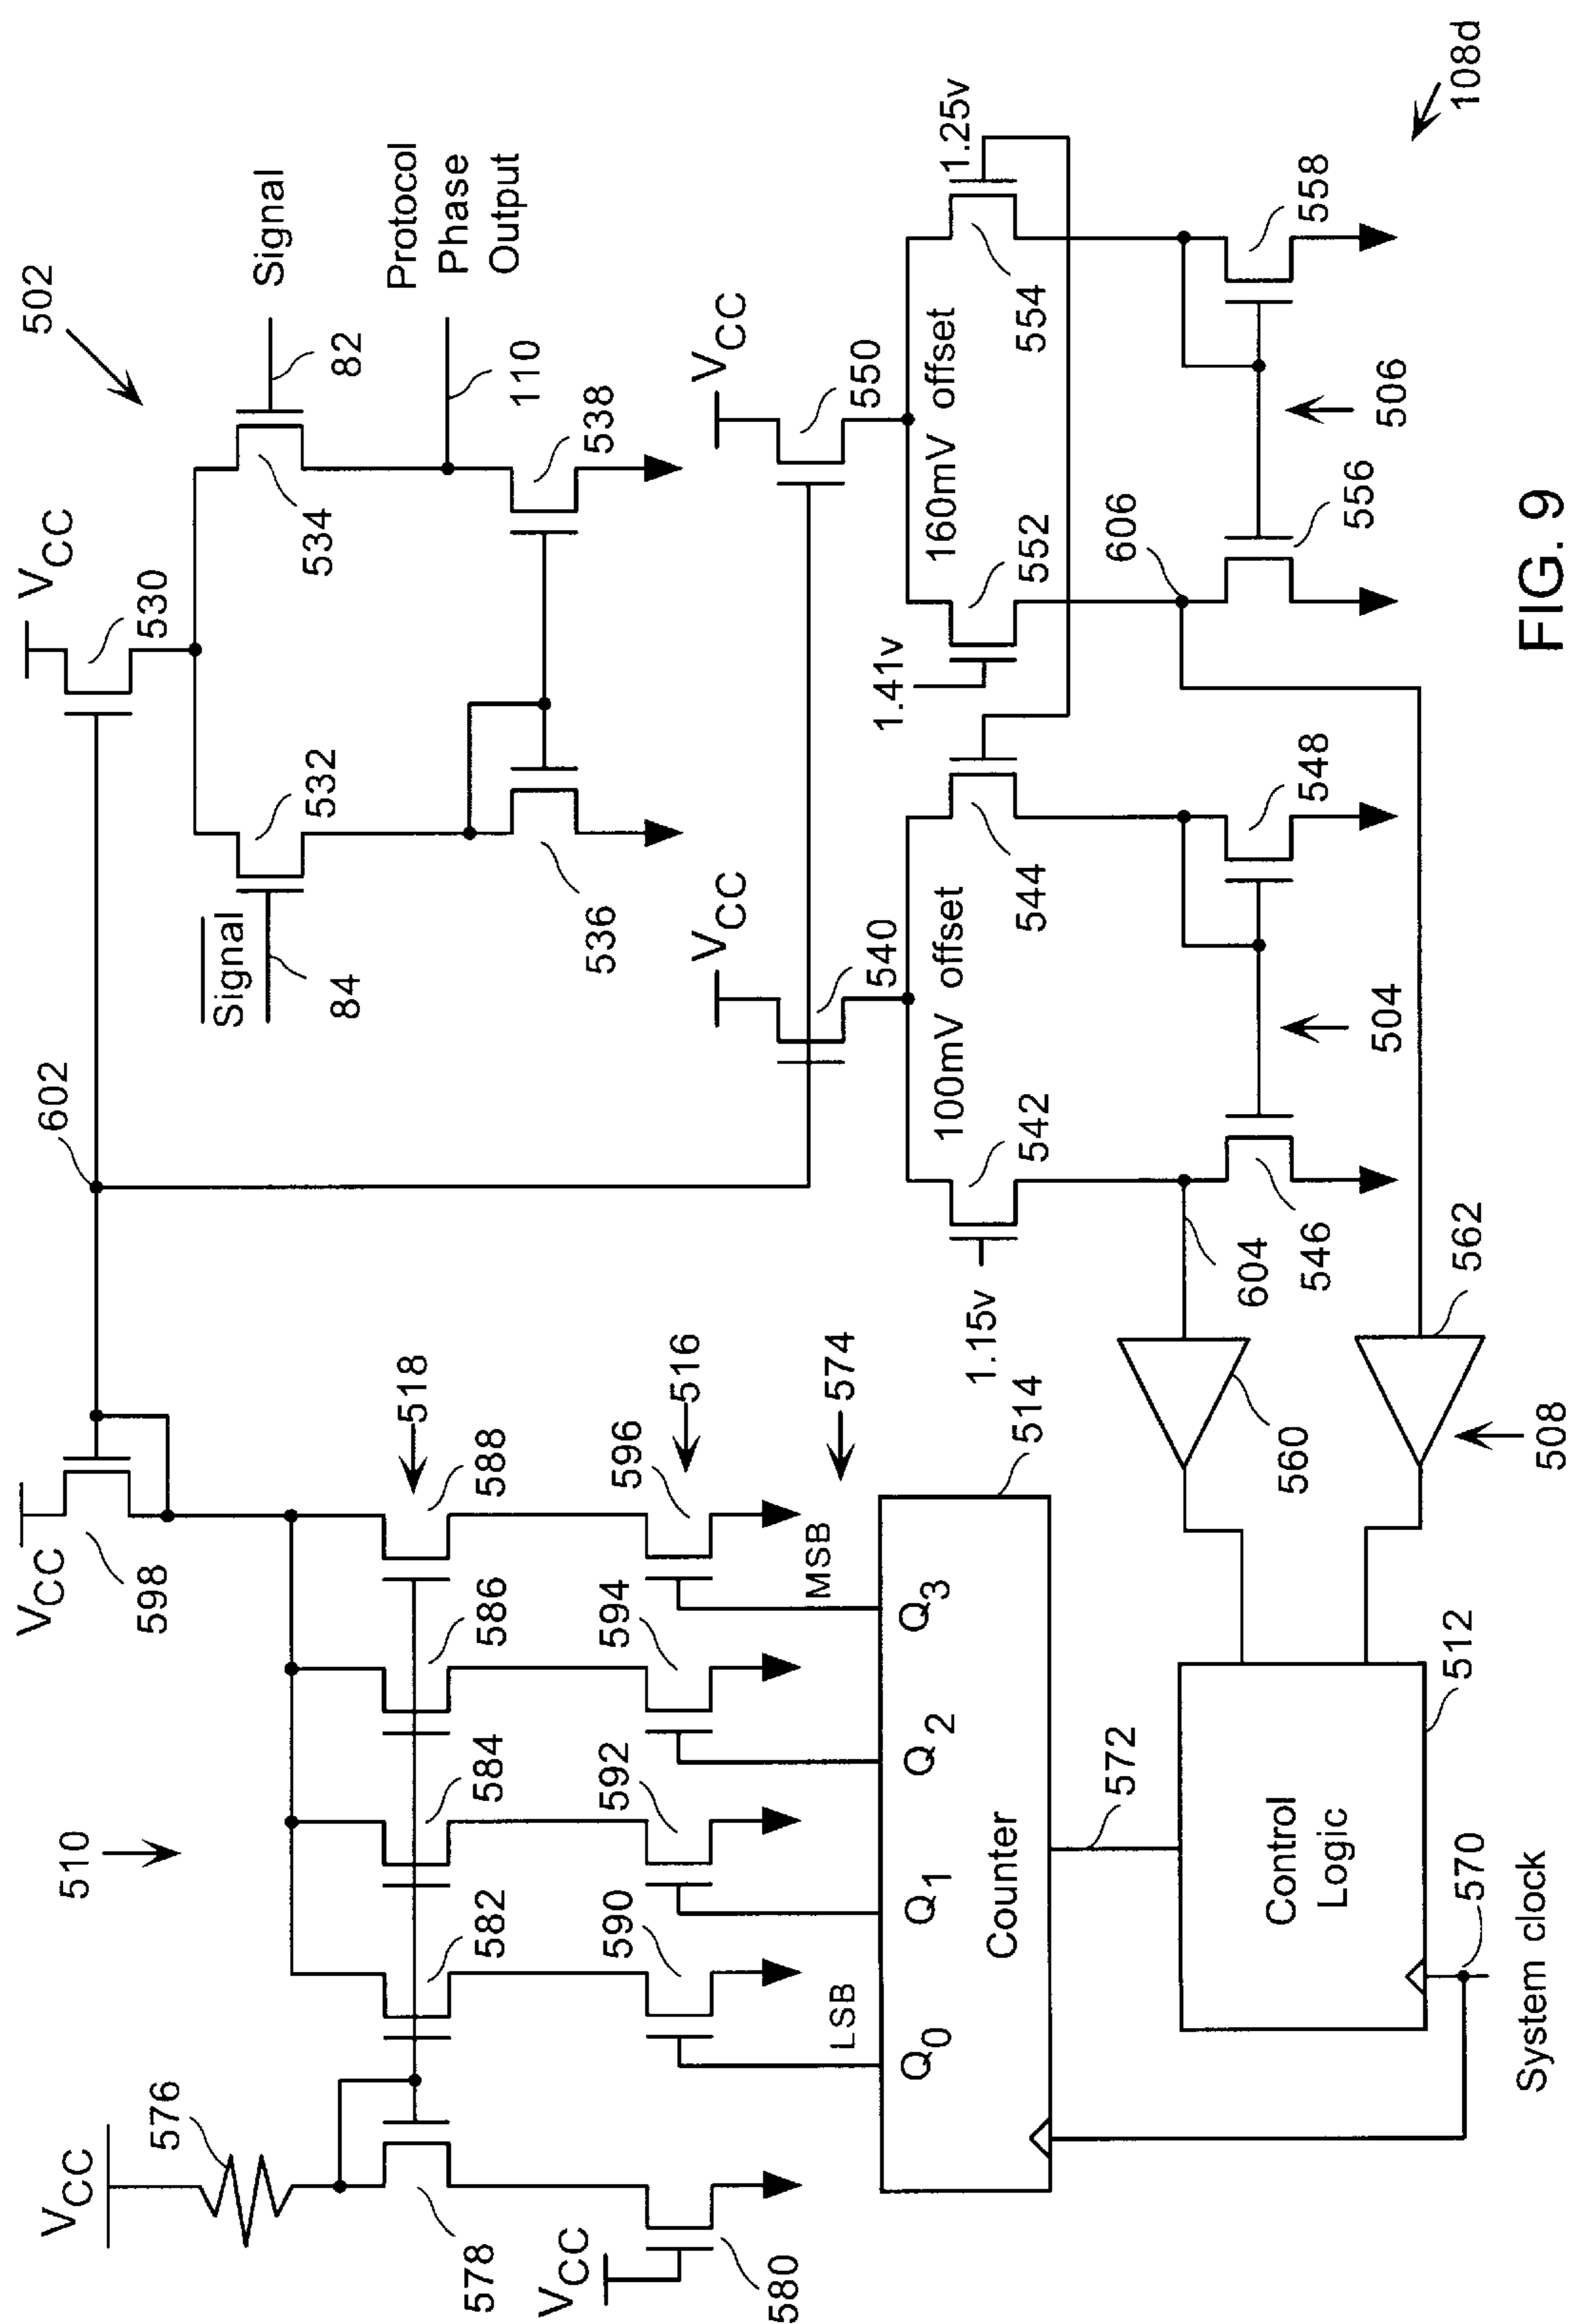 502
Signal
82
Protocol
Phase
Output
110
VCC
530
534
538
Signal
84
532
536
602
VCC
598
510
518
588
586
584
582
516
596
594
592
590
574
MSB
LSB
VCC
576
578
VCC
580
Q0
Q1
Q2
Q3
Counter
514
572
Control
Logic
512
570
System clock
VCC
540
100mV offset
542
544
1.15v
604
546
548
504
560
562
508
VCC
550
160mV offset
552
554
1.41v
1.25v
606
556
558
506
108d
FIG. 9